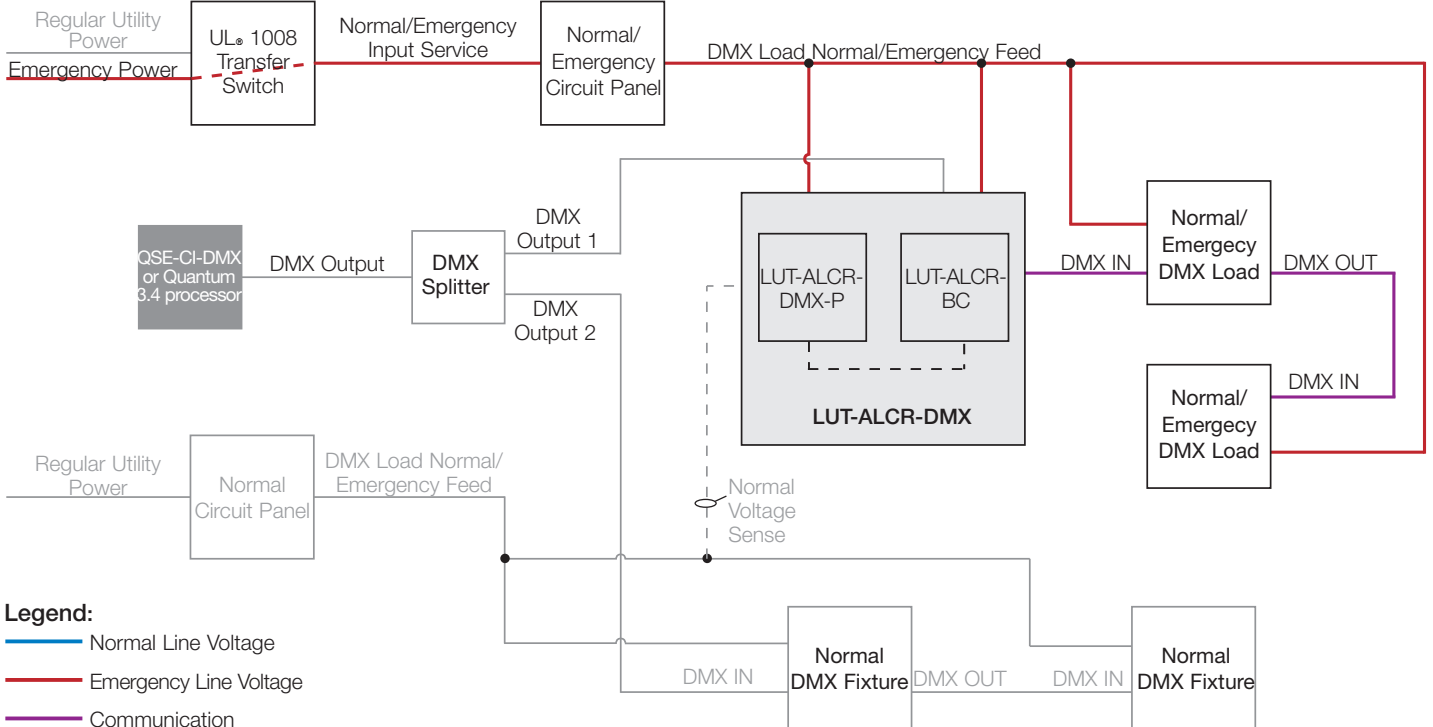 Regular Utility
Power
Emergency Power
UL® 1008
Transfer
Switch
Normal/Emergency
Input Service
Normal/
Emergency
Circuit Panel
DMX Load Normal/Emergency Feed
QSE-CI-DMX
or Quantum
3.4 processor
DMX Output
DMX
Splitter
DMX
Output 1
DMX
Output 2
LUT-ALCR-
DMX-P
LUT-ALCR-
BC
LUT-ALCR-DMX
DMX IN
Normal/
Emergecy
DMX Load
DMX OUT
DMX IN
Normal/
Emergecy
DMX Load
Regular Utility
Power
Normal
Circuit Panel
DMX Load Normal/
Emergency Feed
Normal
Voltage
Sense
DMX IN
Normal
DMX Fixture
DMX OUT
DMX IN
Normal
DMX Fixture
Legend:
Normal Line Voltage
Emergency Line Voltage
Communication